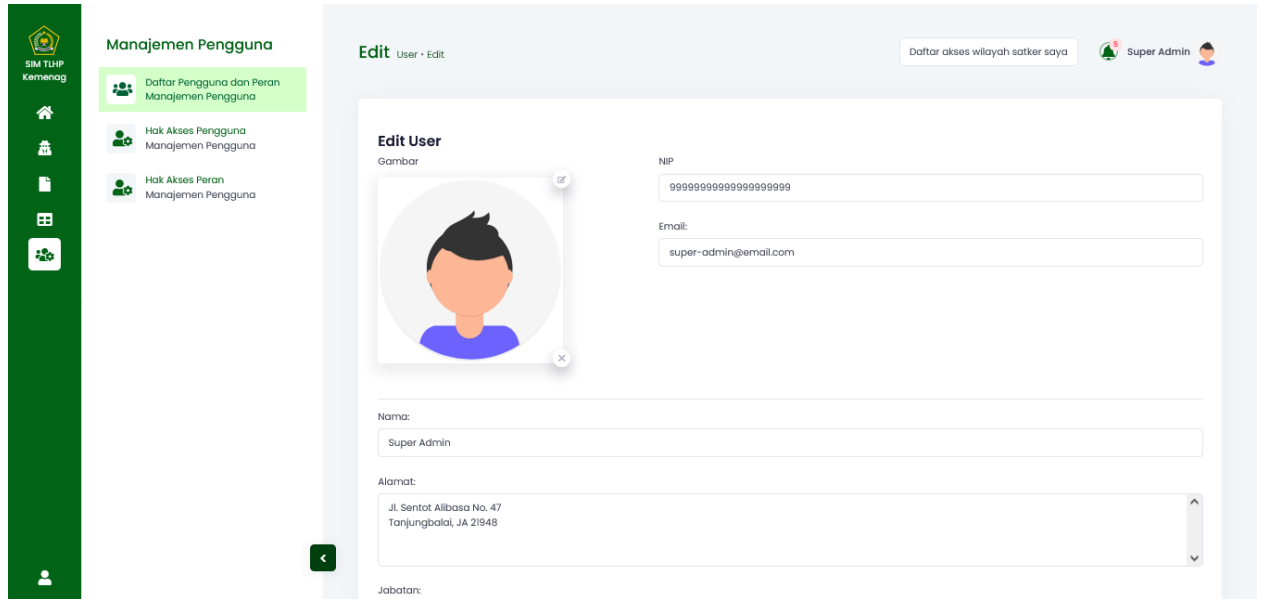 SIM TLHP
Kemenag
Manajemen Pengguna
Daftar Pengguna dan Peran
Manajemen Pengguna
Hak Akses Pengguna
Manajemen Pengguna
Hak Akses Peran
Manajemen Pengguna
Edit User • Edit
Daftar akses wilayah satker saya
5
Super Admin
Edit User
Gambar
NIP
99999999999999999999
Email:
super-admin@email.com
Nama:
Super Admin
Alamat:
Jl. Sentot Alibasa No. 47
Tanjungbalai, JA 21948
Jabatan: